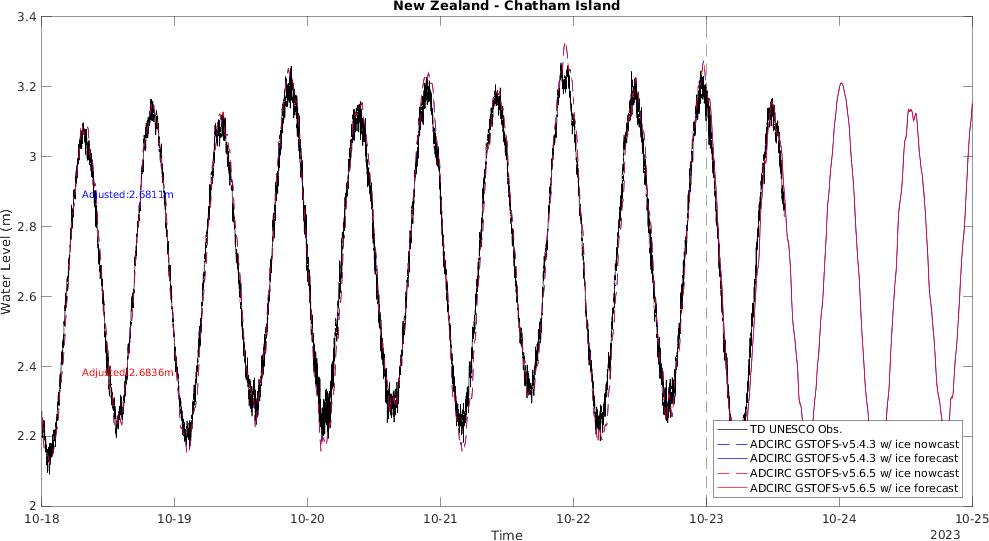 New Zealand - Chatham Island
3.4
3.2
3
2.8
2.6
2.4
2.2
2
Water Level (m)
Adjusted:2.6811m
Adjusted:2.6836m
TD UNESCO Obs.
ADCIRC GSTOFS-v5.4.3 w/ ice nowcast
ADCIRC GSTOFS-v5.4.3 w/ ice forecast
ADCIRC GSTOFS-v5.6.5 w/ ice nowcast
ADCIRC GSTOFS-v5.6.5 w/ ice forecast
10-18 10-19 10-20 10-21 10-22 10-23 10-24 10-25
Time
2023